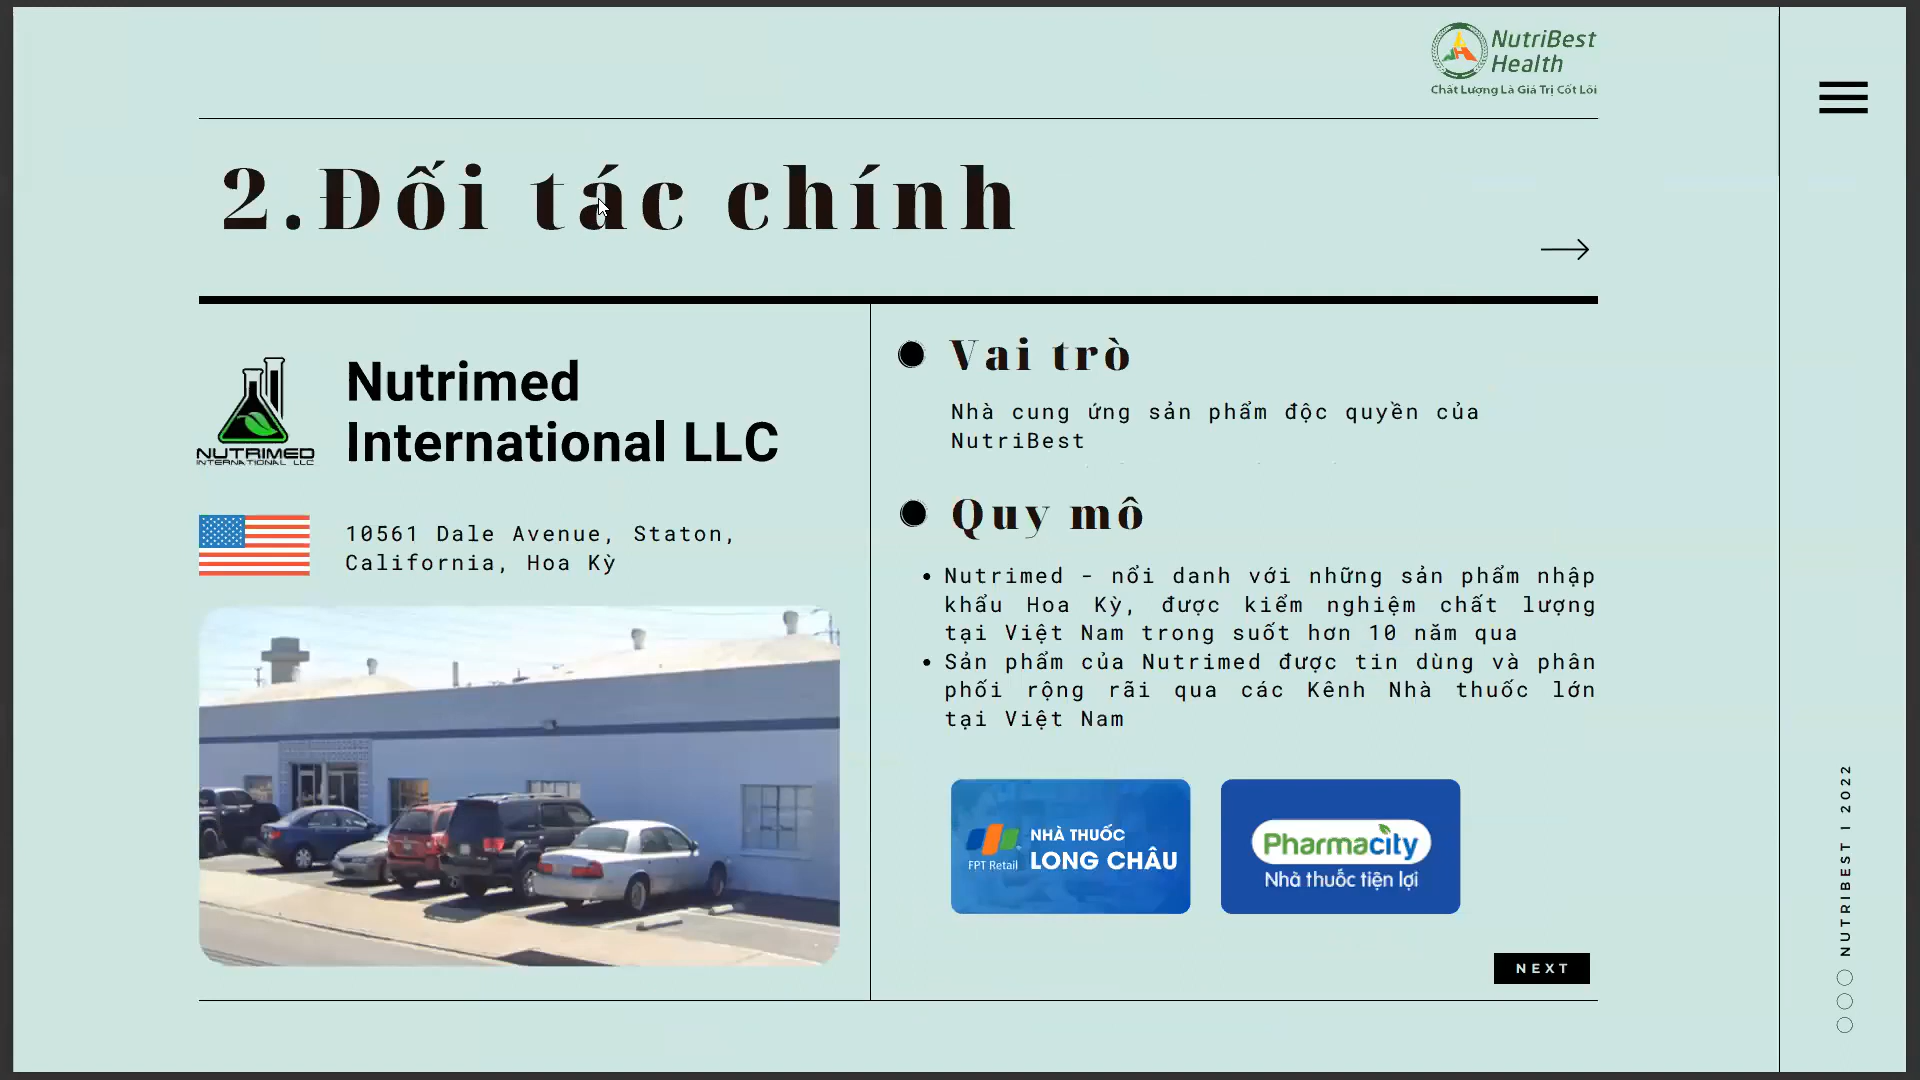 NutriBest
Health
Chất Lượng Là Giá Trị Cốt Lõi
2.Đối tác chính
NUTRIMED
INTERNATIONAL LLC
Nutrimed
International LLC
10561 Dale Avenue, Staton,
California, Hoa Kỳ
Vai trò
Nhà cung ứng sản phẩm độc quyền của
NutriBest
Quy mô
Nutrimed - nổi danh với những sản phẩm nhập
khẩu Hoa Kỳ, được kiểm nghiệm chất lượng
tại Việt Nam trong suốt hơn 10 năm qua
Sản phẩm của Nutrimed được tin dùng và phân
phối rộng rãi qua các Kênh Nhà thuốc lớn
tại Việt Nam
FPT Retail
NHÀ THUỐC
LONG CHÂU
Pharmacity
Nhà thuốc tiện lợi
NEXT
NUTRIBEST I 2022